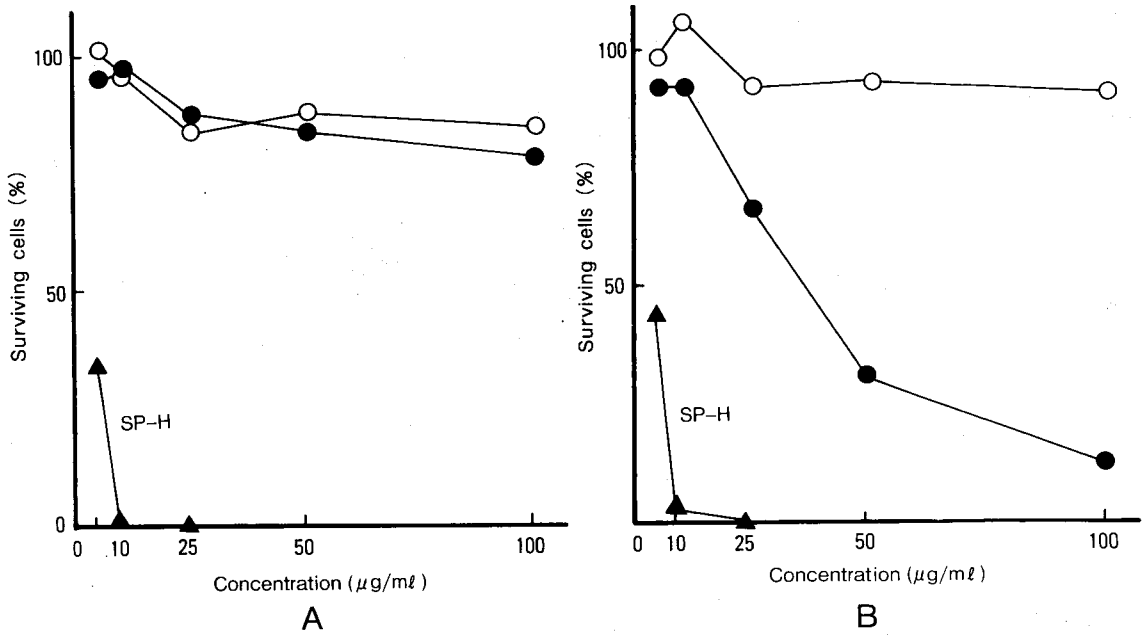 100
50
0
Surviving cells (%)
SP-H
0 10 25 50 100
Concentration (μg/mℓ)
A
100
50
Surviving cells (%)
SP-H
0 10 25 50 100
Concentration (μg/mℓ)
B